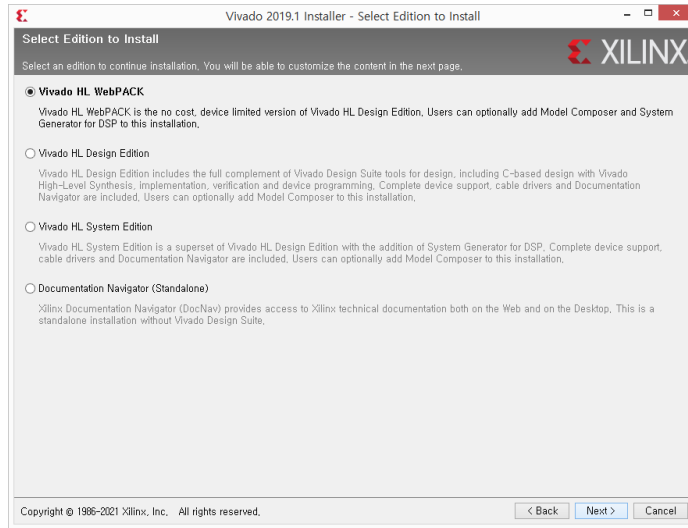 Vivado 2019.1 Installer - Select Edition to Install
Select Edition to Install
Select an edition to continue installation. You will be able to customize the content in the next page.
XILINX
Vivado HL WebPACK
Vivado HL WebPACK is the no cost, device limited version of Vivado HL Design Edition. Users can optionally add Model Composer and System
Generator for DSP to this installation.
Vivado HL Design Edition
Vivado HL Design Edition includes the full complement of Vivado Design Suite tools for design, including C-based design with Vivado
High-Level Synthesis, implementation, verification and device programming. Complete device support, cable drivers and Documentation
Navigator are included. Users can optionally add Model Composer to this installation.
Vivado HL System Edition
Vivado HL System Edition is a superset of Vivado HL Design Edition with the addition of System Generator for DSP. Complete device support,
cable drivers and Documentation Navigator are included. Users can optionally add Model Composer to this installation.
Documentation Navigator (Standalone)
Xilinx Documentation Navigator (DocNav) provides access to Xilinx technical documentation both on the Web and on the Desktop. This is a
standalone installation without Vivado Design Suite.
Copyright © 1986-2021 Xilinx, Inc. All rights reserved.
< Back Next > Cancel